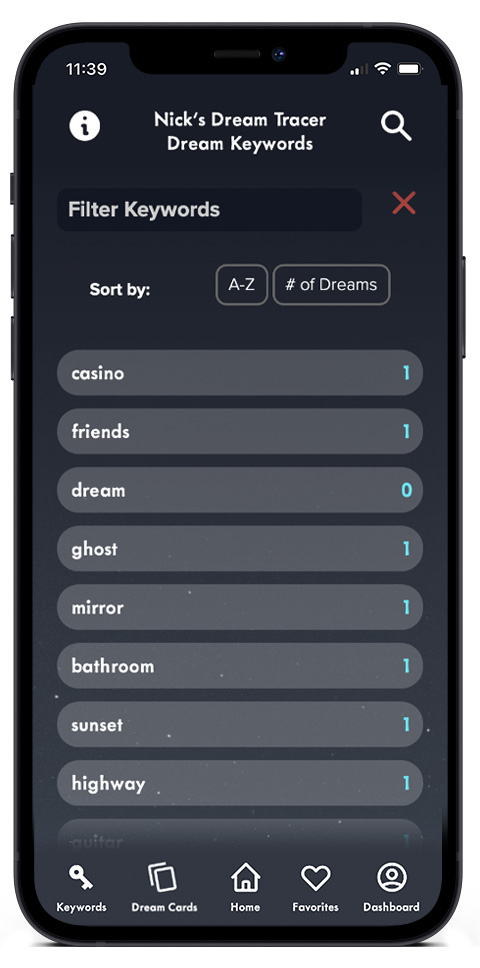 11:39
Nick's Dream Tracer
Dream Keywords
Filter Keywords
Sort by:
A-Z
# of Dreams
casino 1
friends 1
dream 0
ghost 1
mirror 1
bathroom 1
sunset 1
highway 1
guitar 1
Keywords
Dream Cards
Home
Favorites
Dashboard